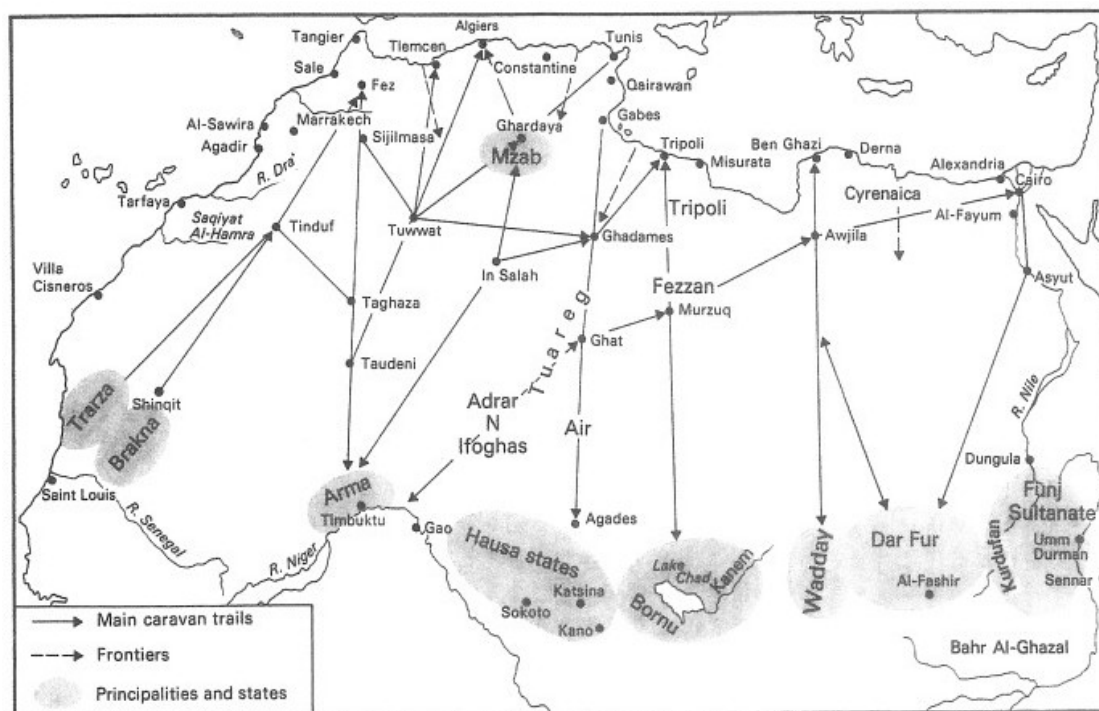 Tangier
Tlemcen
Algiers
Tunis
Sale
Fez
Constantine
Qairawan
Al-Sawira
Marrakech
Sijilmasa
Ghardaya
Gabes
Agadir
Mzab
Tripoli
Misurata
Ben Ghazi
Derna
Alexandria
Cairo
R. Dra'
Tarfaya
Saqiyat
Al-Hamra
Tinduf
Tuwwat
Tripoli
Cyrenaica
Al-Fayum
Ghadames
Awjila
Villa
Cisneros
In Salah
Fezzan
Asyut
Taghaza
Murzuq
Tuareg
Ghat
Taudeni
R. Nile
Trarza
Shinqit
Brakna
Adrar
N
Ifoghas
Air
Dungula
Saint Louis
R. Senegal
Arma
Timbuktu
Gao
Agades
Funj
Sultanate
R. Niger
Hausa states
Lake
Chad
Kanem
Wadday
Dar Fur
Kurdufan
Umm
Durman
Katsina
Sokoto
Bornu
Al-Fashir
Sennar
Kano
Main caravan trails
Frontiers
Principalities and states
Bahr Al-Ghazal